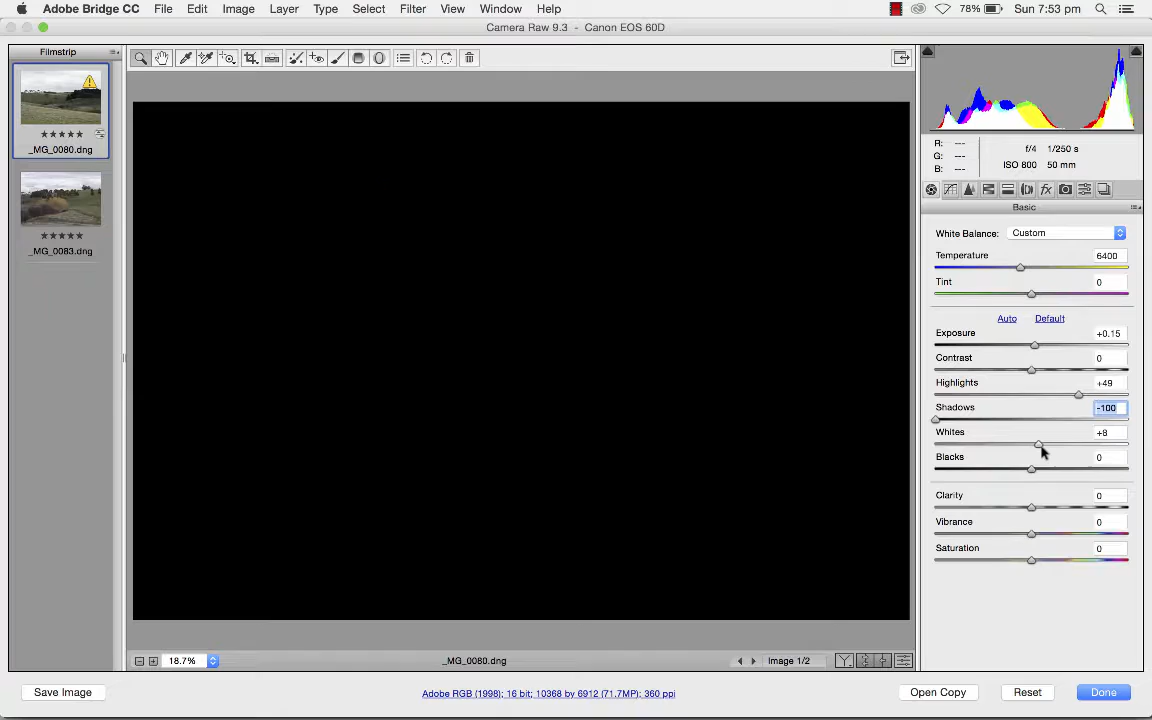 Adobe Bridge CC File Edit Image Layer Type Select Filter View Window Help 78% Sun 7:53 pm
Camera Raw 9.3 - Canon EOS 60D
Filmstrip
_MG_0080.dng
_MG_0083.dng
R: ---
G: ---
B: ---
f/4 1/250 s
ISO 800 50 mm
fx
Basic
White Balance: Custom
Temperature 6400
Tint 0
Auto Default
Exposure +0.15
Contrast 0
Highlights +49
Shadows -100
Whites +8
Blacks 0
Clarity 0
Vibrance 0
Saturation 0
18.7% _MG_0080.dng Image 1/2 Y
Save Image Adobe RGB (1998); 16 bit; 10368 by 6912 (71.7MP); 360 ppi Open Copy Reset Done